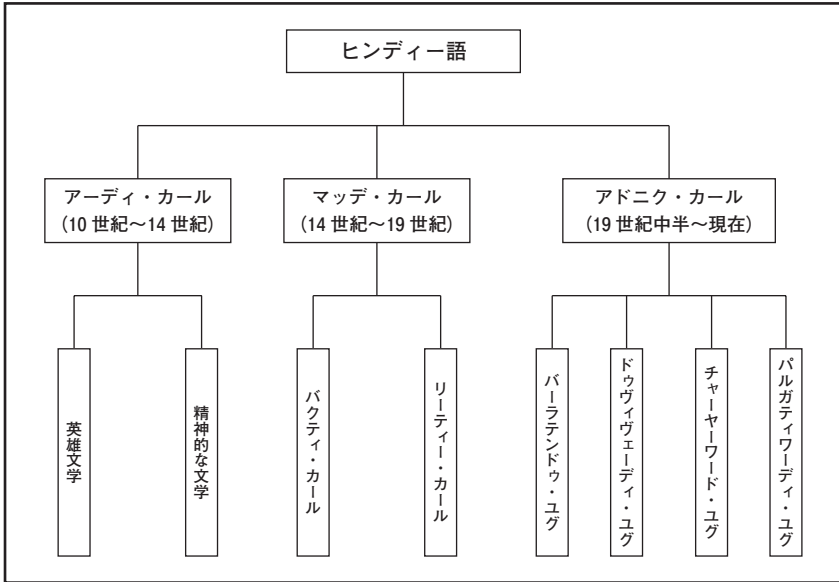 ヒンディー語
アーディ・カール
（10 世紀～14 世紀）
マッデ・カール
（14 世紀～19 世紀）
アドニク・カール
（19 世紀中半～現在）
英雄文学
精神的な文学
バクティ・カール
リーティー・カール
バーラテンドゥ・ユグ
ドゥヴィヴェーディ・ユグ
チャーヤーワード・ユグ
パルガティワーディ・ユグ